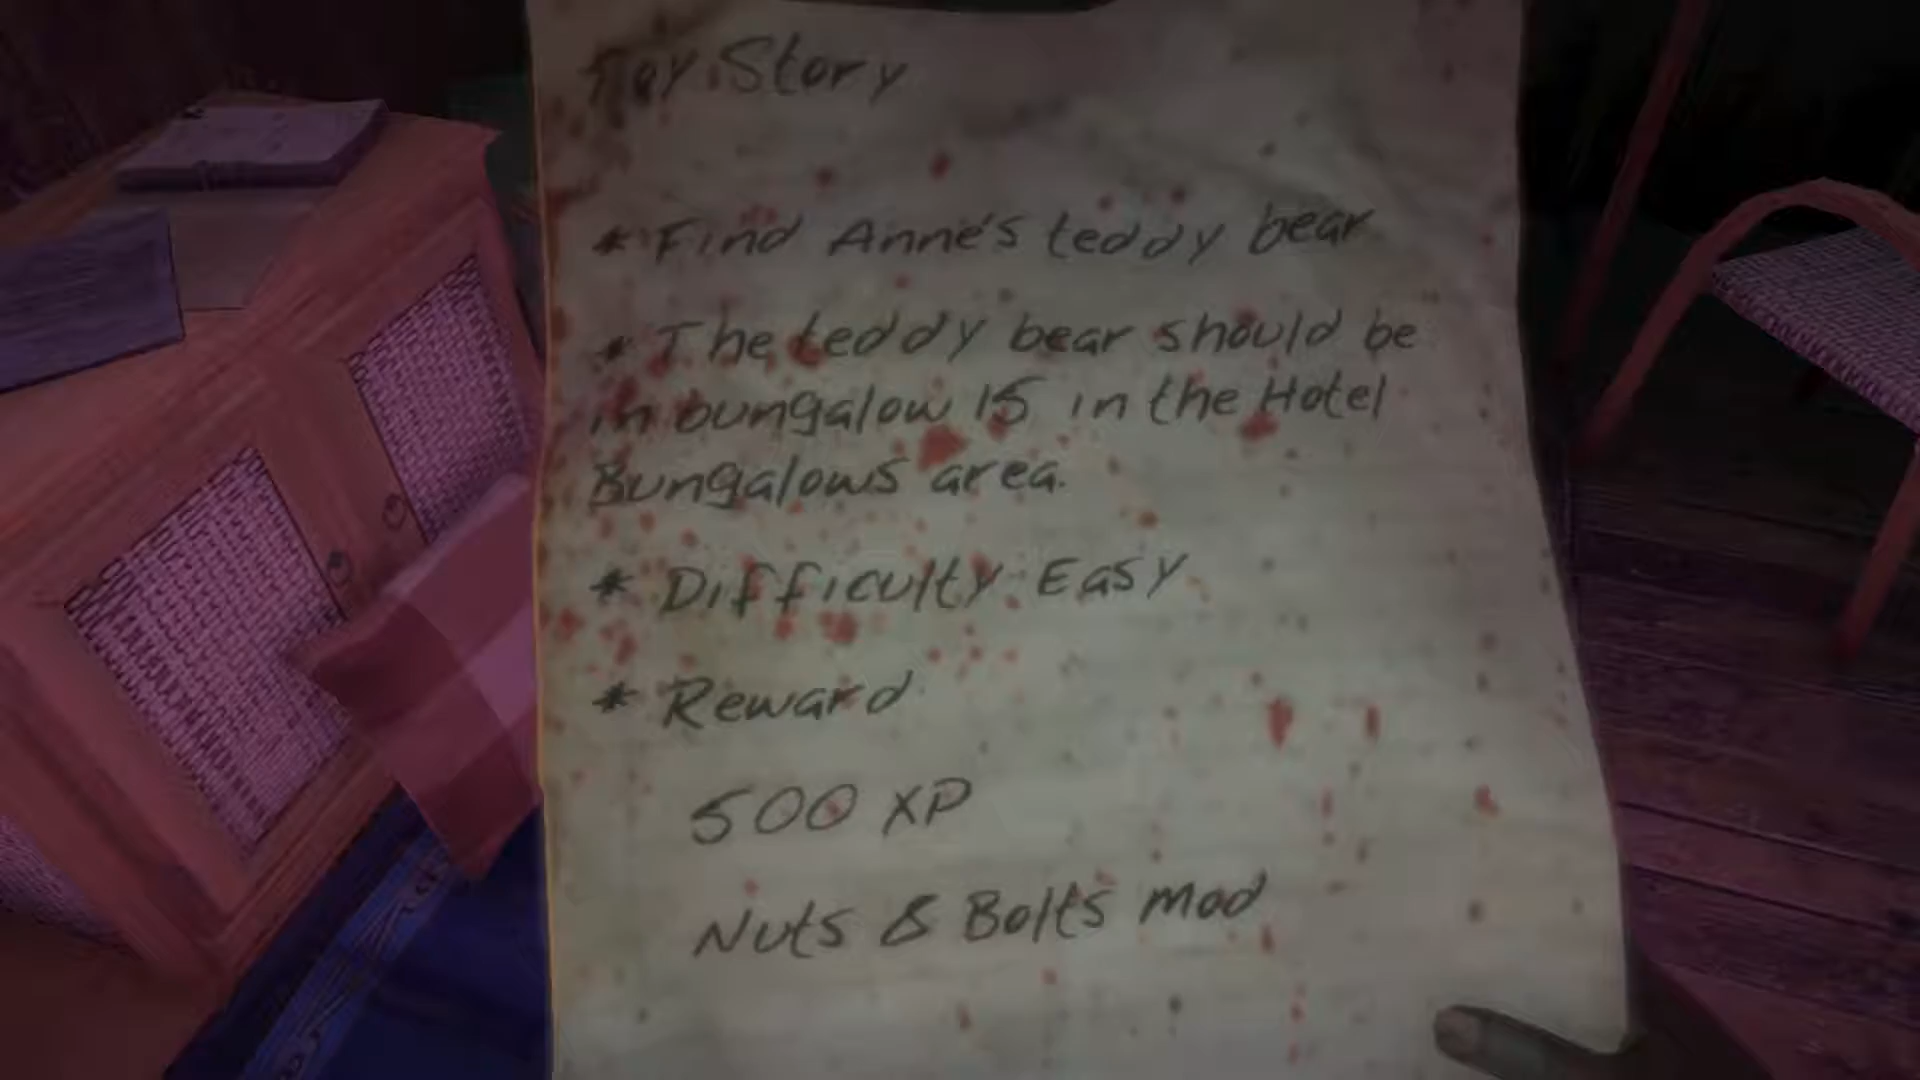 Toy Story
* Find Anne's teddy bear
* The teddy bear should be
in bungalow 15 in the Hotel
Bungalows area.
* Difficulty: Easy
* Reward
500 XP
Nuts & Bolts mod